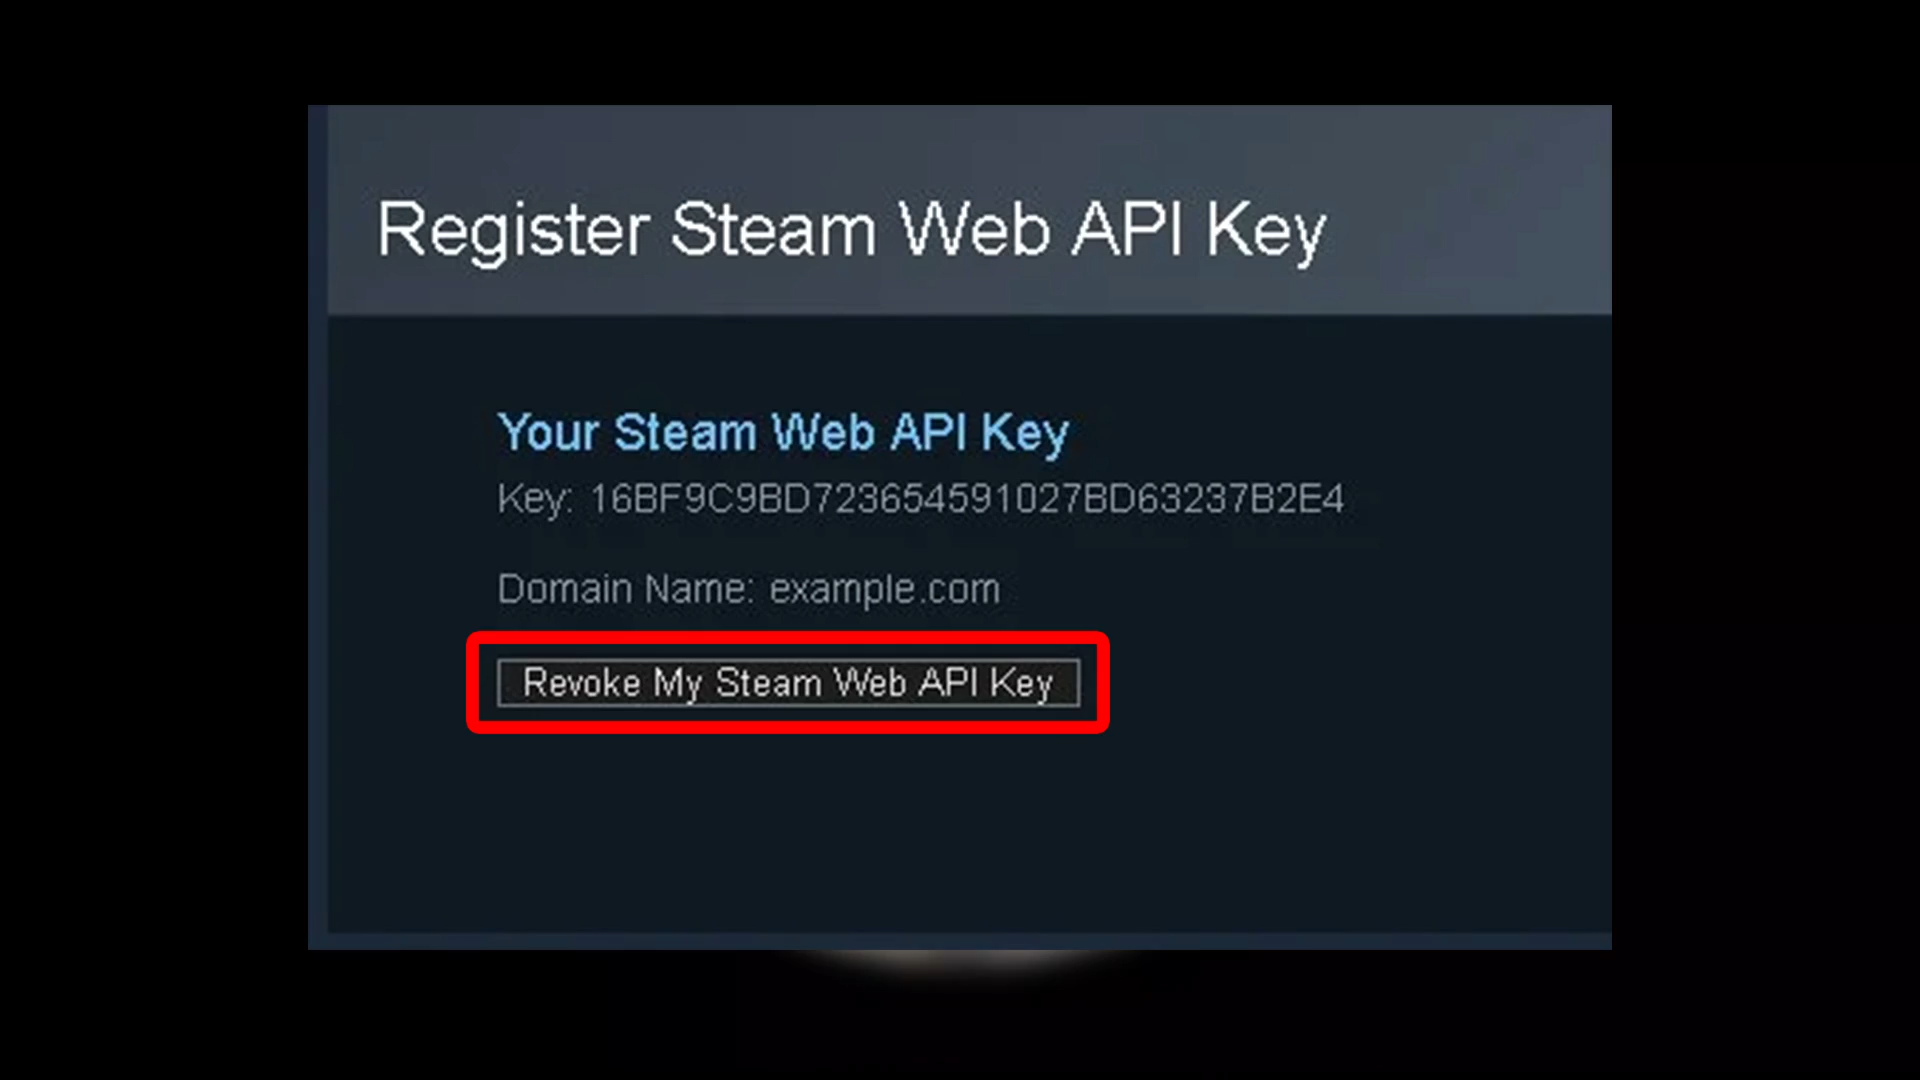 Register Steam Web API Key
Your Steam Web API Key
Key: 16BF9C9BD723654591027BD63237B2E4
Domain Name: example.com
Revoke My Steam Web API Key